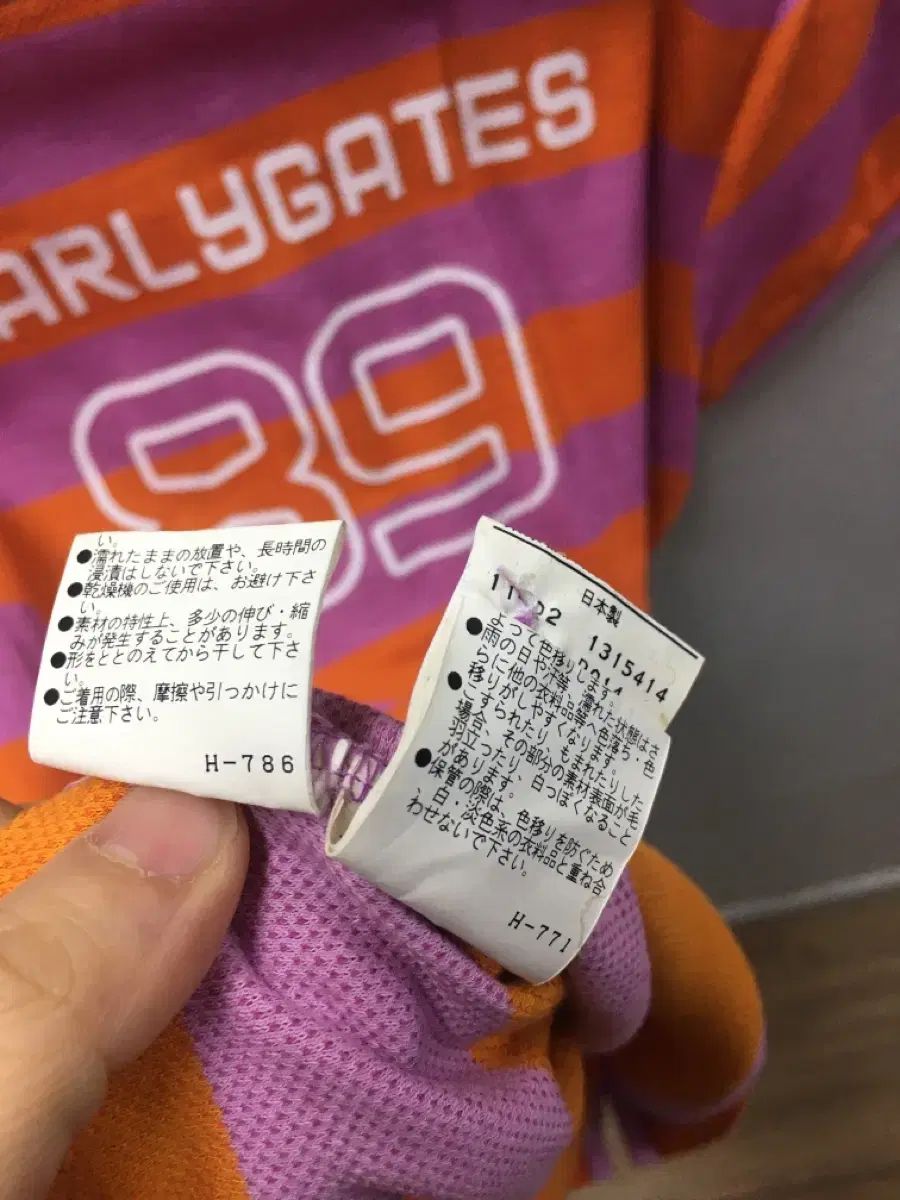 ARLYGATES
89
い。
●濡れたままの放置や、長時間の
浸漬はしないで下さい。
●乾燥機のご使用は、お避け下さ
い。
●素材の特性上、多少の伸び・縮
みが発生することがあります。
●形をととのえてから干して下さ
い。
●ご着用の際、摩擦や引っかけに
ご注意下さい。
H-786
日本製
1315414
よって色移りします。
●雨の日や汗等、濡れた状態はさ
らに他の衣料品等へ色落ち・色
移りがしやすくなります。
●こすられたり、もまれたりした
場合、その部分の素材表面が毛
羽立ったり、白っぽくなること
があります。
●保管の際は、色移りを防ぐため
、白・淡色系の衣料品と重ね合
わせないで下さい。
H-771